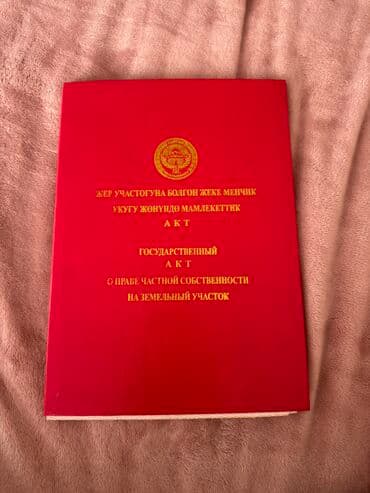 ЖЕР УЧАСТОГУНА БОЛГОН ЖЕКЕ МЕНЧИК
УКУГУ ЖӨНҮНДӨ МАМЛЕКЕТТИК
АКТ
ГОСУДАРСТВЕННЫЙ
АКТ
О ПРАВЕ ЧАСТНОЙ СОБСТВЕННОСТИ
НА ЗЕМЕЛЬНЫЙ УЧАСТОК